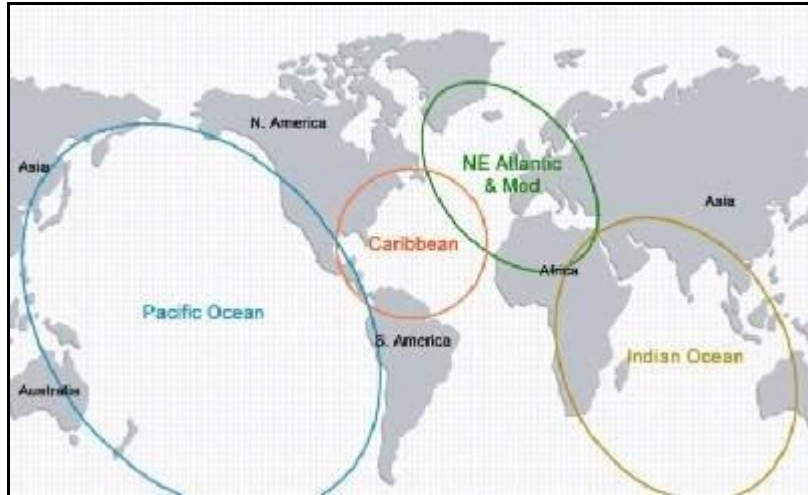 N. America
Asia
NE Atlantic
& Med
Asia
Caribbean
Africa
Pacific Ocean
S. America
Indian Ocean
Australia